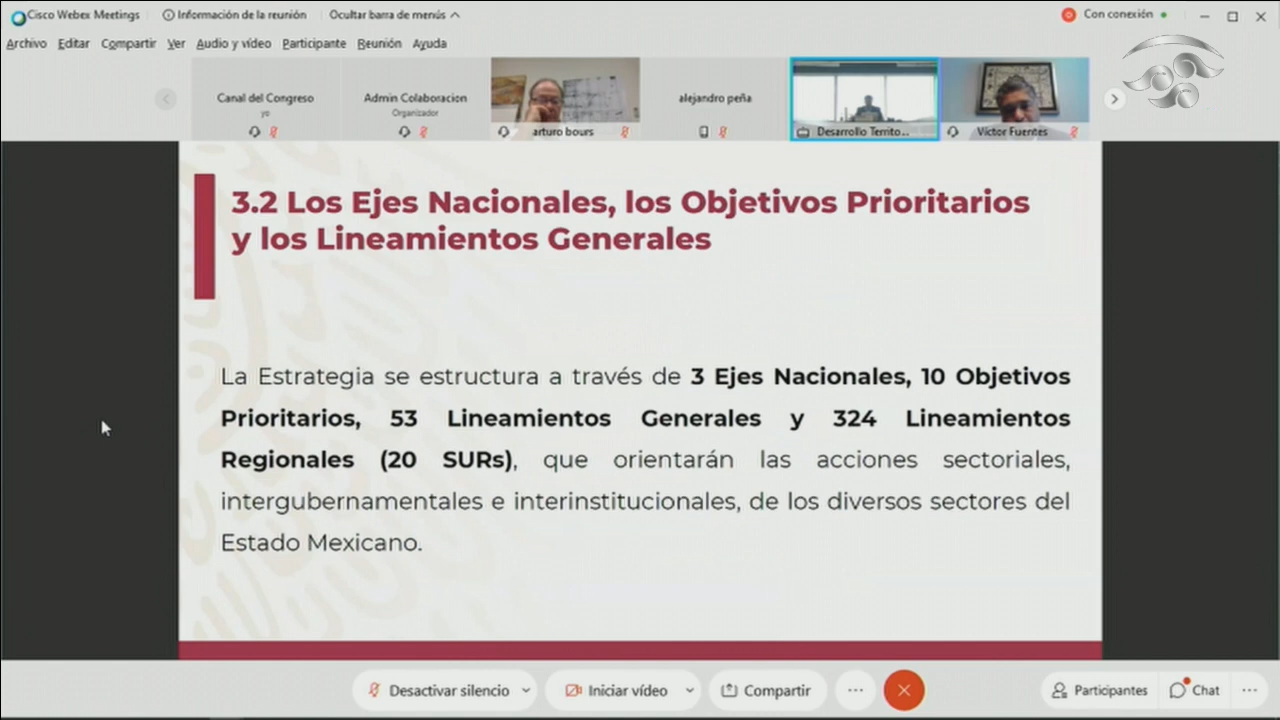 Cisco Webex Meetings
Información de la reunión
Ocultar barra de menús
Con conexión
Archivo Editar Compartir Ver Audio y vídeo Participante Reunión Ayuda
Canal del Congreso
yo
Admin Colaboracion
Organizador
arturo bours
alejandro peña
Desarrollo Territo...
Víctor Fuentes
3.2 Los Ejes Nacionales, los Objetivos Prioritarios
y los Lineamientos Generales
La Estrategia se estructura a través de 3 Ejes Nacionales, 10 Objetivos
Prioritarios, 53 Lineamientos Generales y 324 Lineamientos
Regionales (20 SURs), que orientarán las acciones sectoriales,
intergubernamentales e interinstitucionales, de los diversos sectores del
Estado Mexicano.
Desactivar silencio
Iniciar vídeo
Compartir
Participantes
Chat